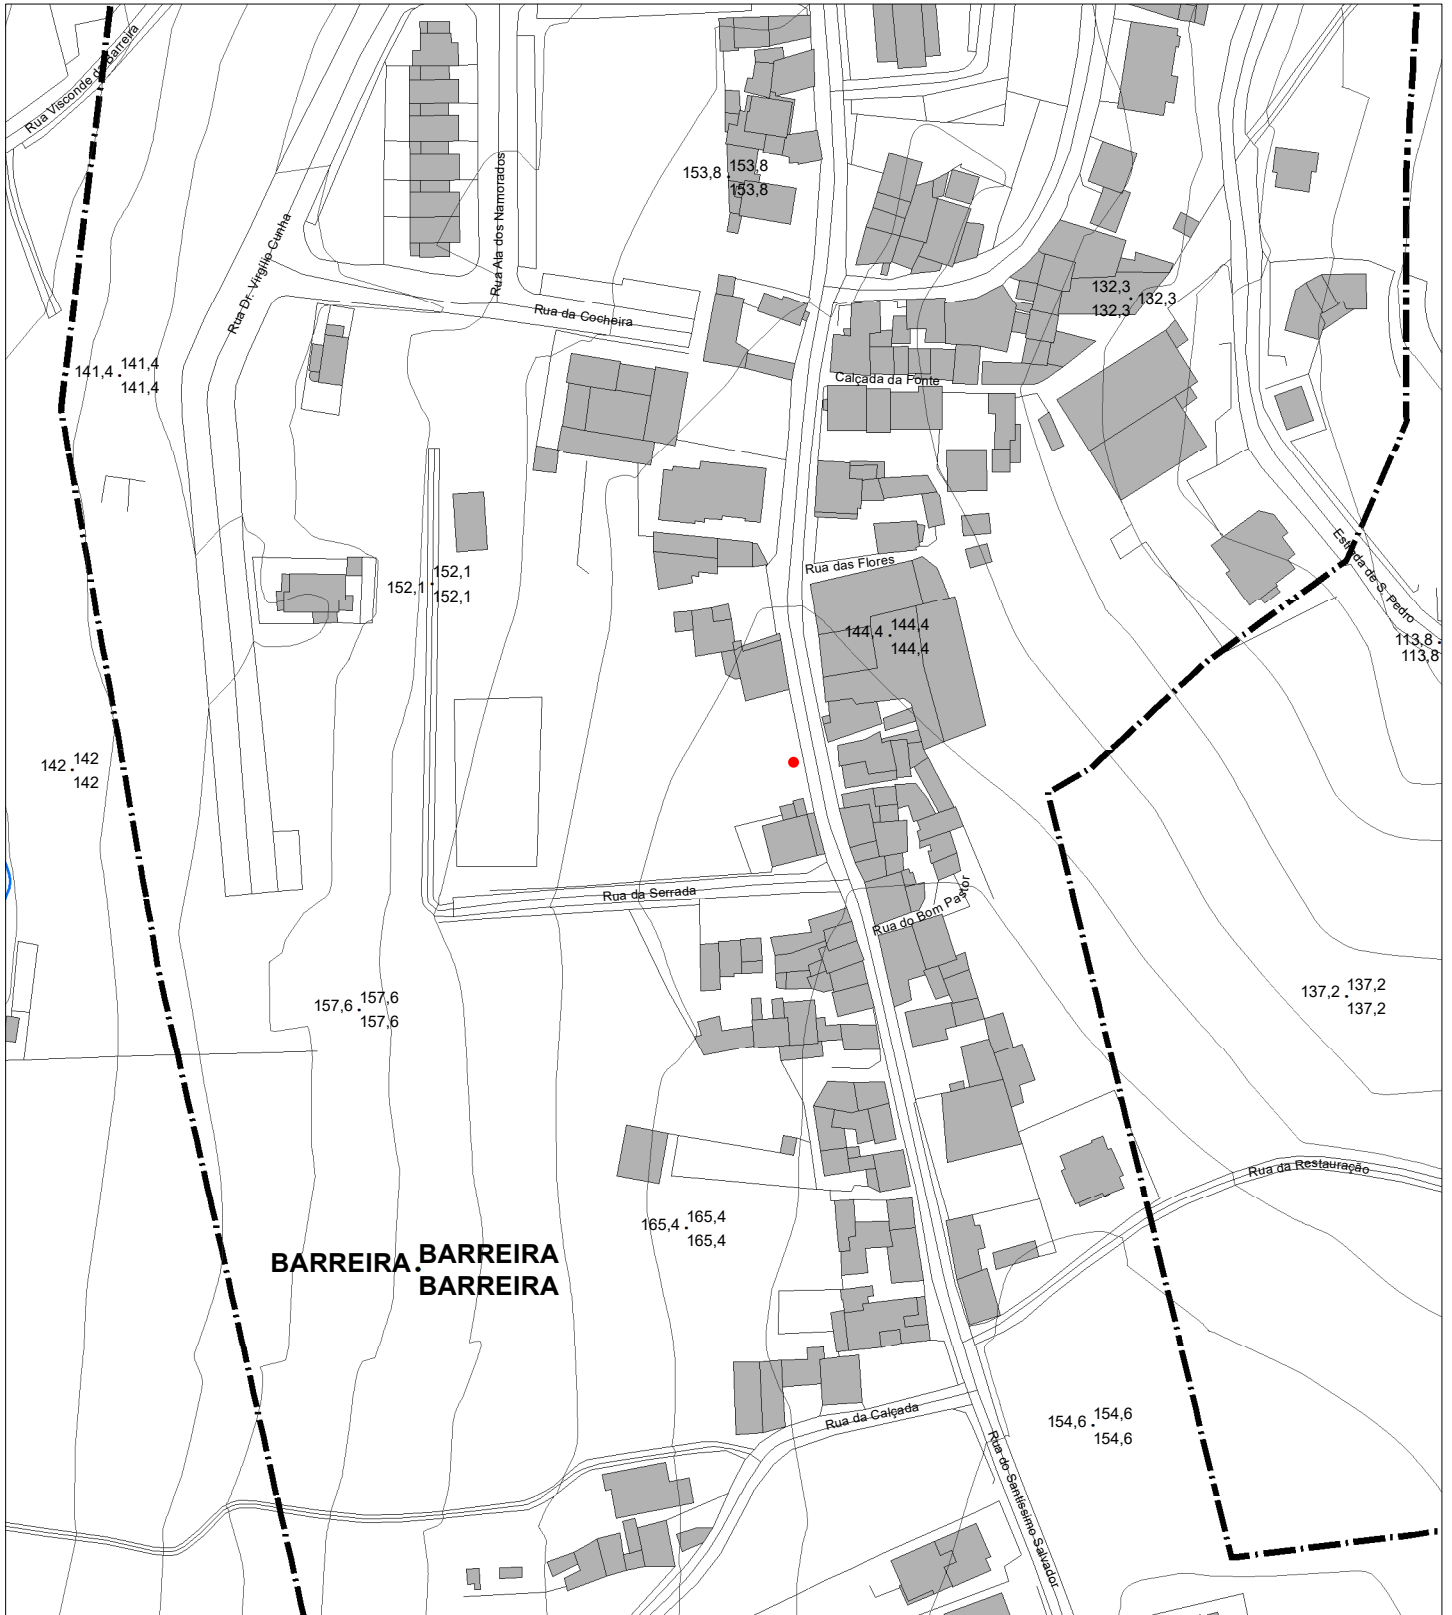 Rua Visconde da Barreira
Rua Dr. Virgílio Cunha
Rua Ala dos Namorados
153,8 153,8
153,8
Rua da Cocheira
132,3
132,3
132,3
141,4 141,4
141,4
Calçada da Fonte
Rua das Flores
Estrada de S. Pedro
152,1 152,1
152,1
144,4 144,4
144,4
113,8
113,8
142 142
142
Rua da Serrada
Rua do Bom Pastor
157,6 157,6
157,6
137,2 137,2
137,2
Rua da Restauração
165,4 165,4
165,4
BARREIRA BARREIRA
BARREIRA
Rua da Calçada
154,6 154,6
154,6
Rua do Santíssimo Salvador